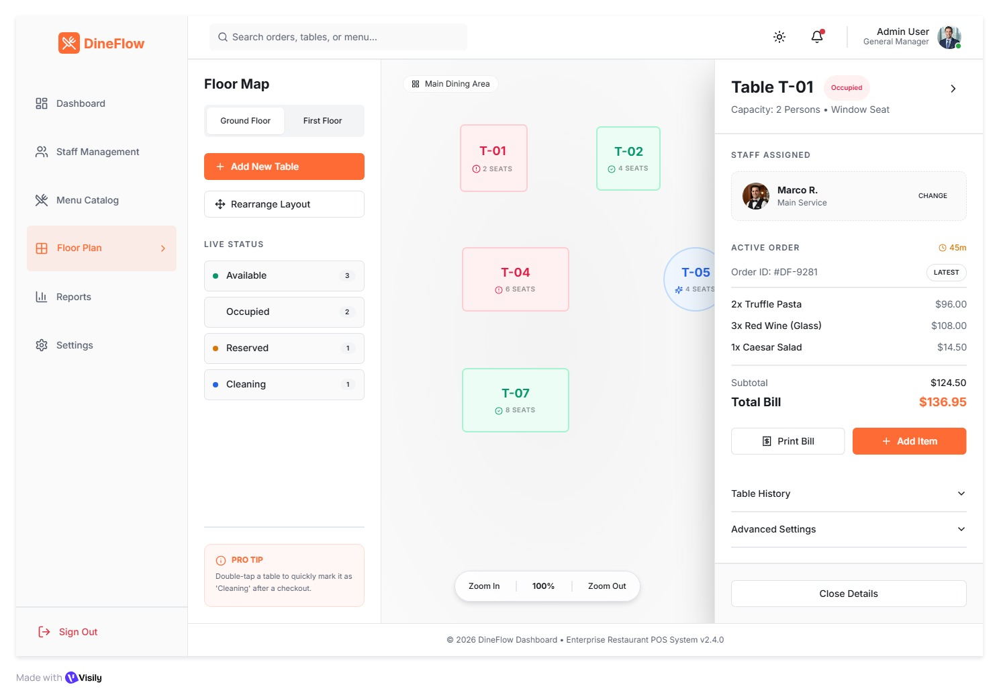 DineFlow
Search orders, tables, or menu...
Admin User
General Manager
Dashboard
Staff Management
Menu Catalog
Floor Plan
Reports
Settings
Sign Out
Floor Map
Ground Floor
First Floor
Add New Table
Rearrange Layout
LIVE STATUS
Available 3
Occupied 2
Reserved 1
Cleaning 1
PRO TIP
Double-tap a table to quickly mark it as
'Cleaning' after a checkout.
Main Dining Area
T-01
2 SEATS
T-02
4 SEATS
T-04
6 SEATS
T-05
4 SEATS
T-07
8 SEATS
Zoom In
100%
Zoom Out
Table T-01
Occupied
Capacity: 2 Persons • Window Seat
STAFF ASSIGNED
Marco R.
Main Service
CHANGE
ACTIVE ORDER
45m
Order ID: #DF-9281
LATEST
2x Truffle Pasta $96.00
3x Red Wine (Glass) $108.00
1x Caesar Salad $14.50
Subtotal $124.50
Total Bill $136.95
Print Bill
Add Item
Table History
Advanced Settings
Close Details
© 2026 DineFlow Dashboard • Enterprise Restaurant POS System v2.4.0
Made with Visily